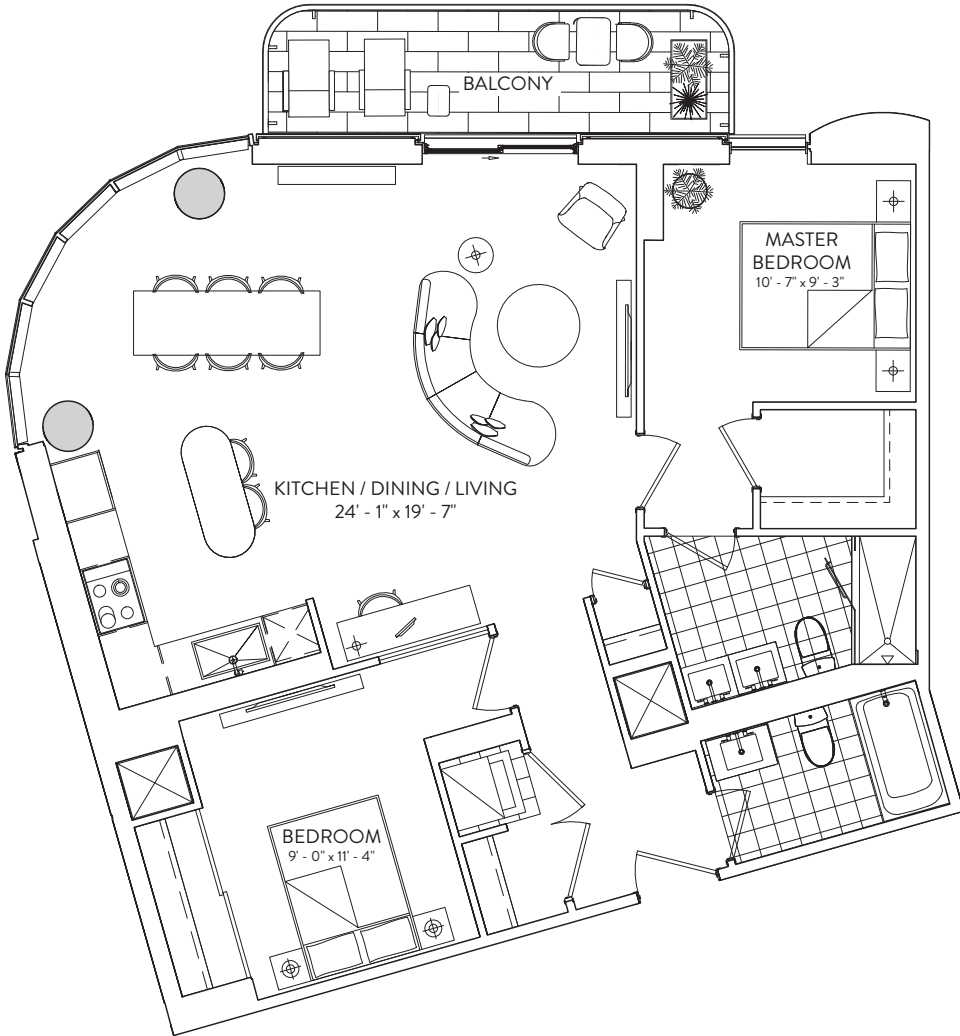 BALCONY
MASTER
BEDROOM
10' - 7" x 9' - 3"
KITCHEN / DINING / LIVING
24' - 1" x 19' - 7"
BEDROOM
9' - 0" x 11' - 4"